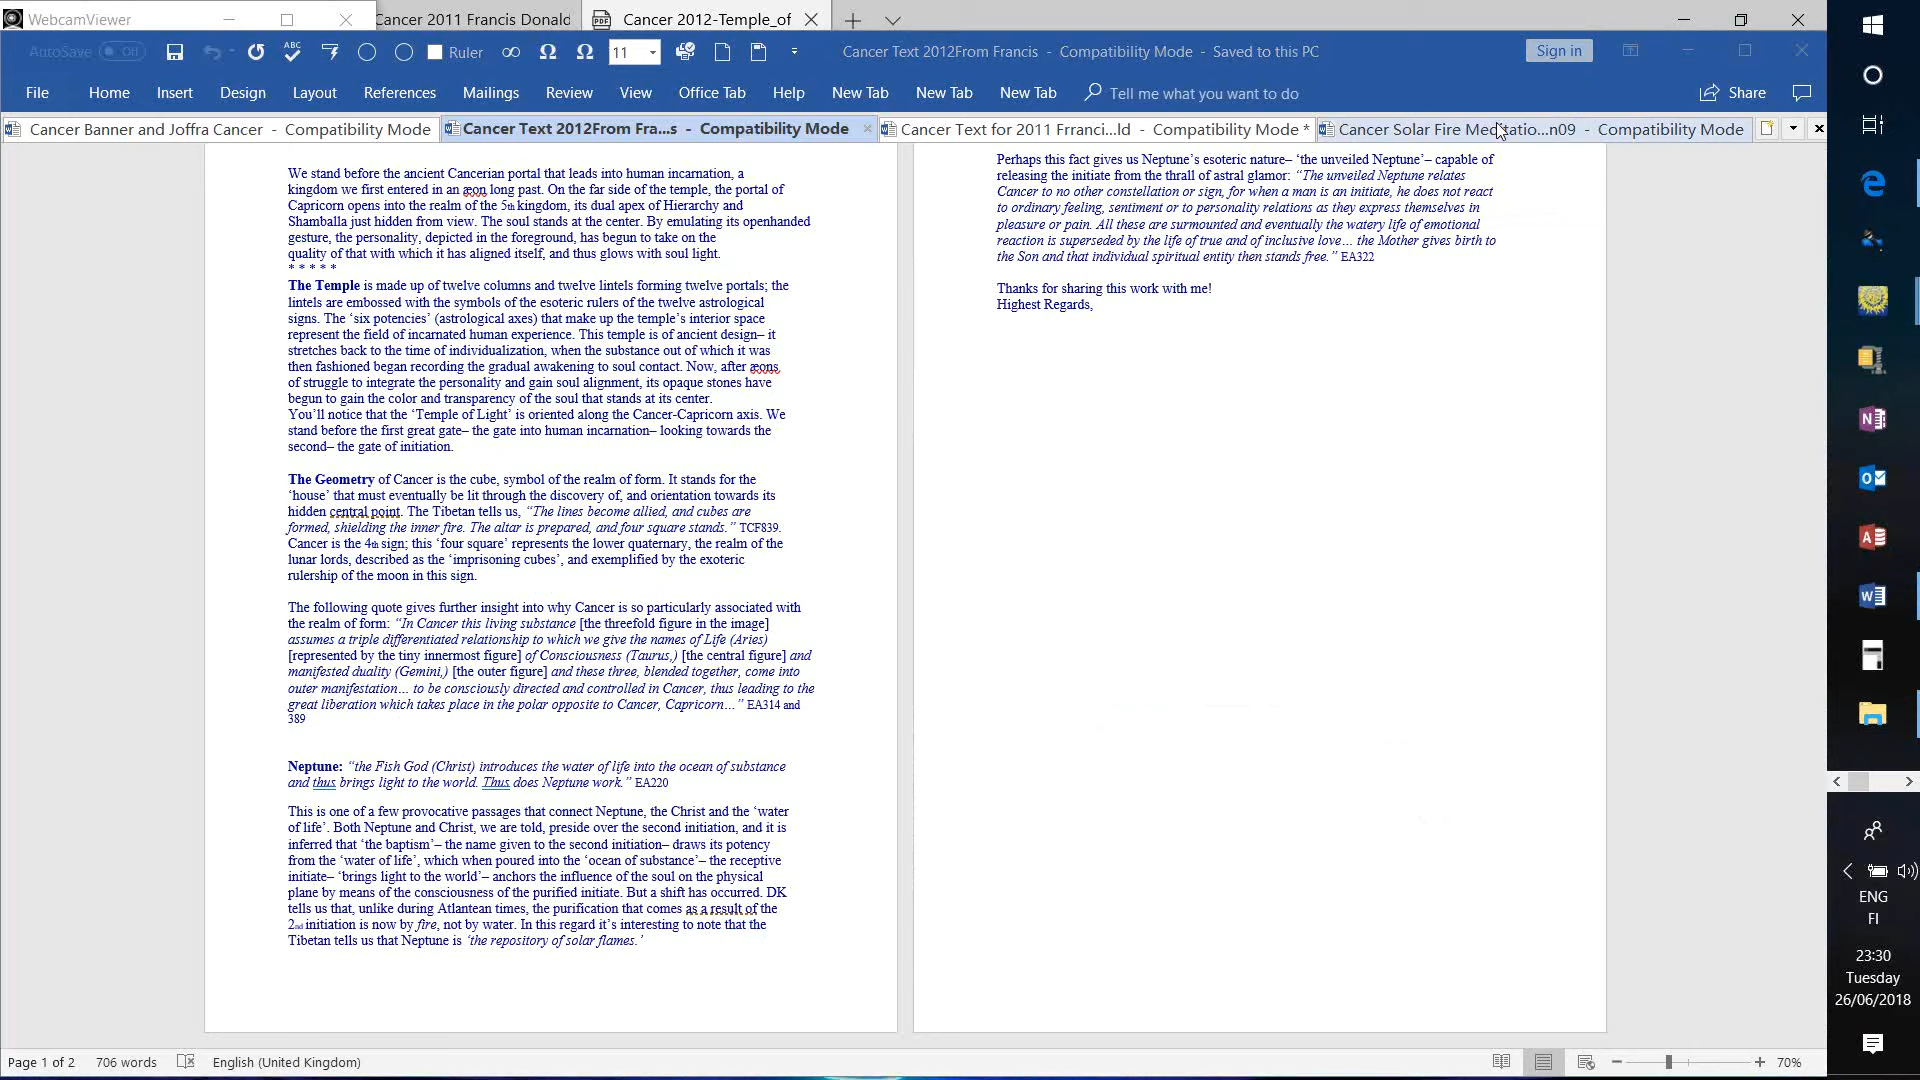 WebcamViewer
Cancer 2011 Francis Donald
Cancer 2012-Temple_of
AutoSave Off
ABC
Ruler
11
Cancer Text 2012From Francis - Compatibility Mode - Saved to this PC
Sign in
File Home Insert Design Layout References Mailings Review View Office Tab Help New Tab New Tab New Tab Tell me what you want to do Share
Cancer Banner and Joffra Cancer - Compatibility Mode
Cancer Text 2012From Fra...s - Compatibility Mode
Cancer Text for 2011 Frranci...ld - Compatibility Mode *
Cancer Solar Fire Meditatio...n09 - Compatibility Mode
We stand before the ancient Cancerian portal that leads into human incarnation, a
kingdom we first entered in an æon long past. On the far side of the temple, the portal of
Capricorn opens into the realm of the 5th kingdom, its dual apex of Hierarchy and
Shamballa just hidden from view. The soul stands at the center. By emulating its openhanded
gesture, the personality, depicted in the foreground, has begun to take on the
quality of that with which it has aligned itself, and thus glows with soul light.
* * * * *
The Temple is made up of twelve columns and twelve lintels forming twelve portals; the
lintels are embossed with the symbols of the esoteric rulers of the twelve astrological
signs. The ‘six potencies’ (astrological axes) that make up the temple’s interior space
represent the field of incarnated human experience. This temple is of ancient design– it
stretches back to the time of individualization, when the substance out of which it was
then fashioned began recording the gradual awakening to soul contact. Now, after æons
of struggle to integrate the personality and gain soul alignment, its opaque stones have
begun to gain the color and transparency of the soul that stands at its center.
You’ll notice that the ‘Temple of Light’ is oriented along the Cancer-Capricorn axis. We
stand before the first great gate– the gate into human incarnation– looking towards the
second– the gate of initiation.
The Geometry of Cancer is the cube, symbol of the realm of form. It stands for the
‘house’ that must eventually be lit through the discovery of, and orientation towards its
hidden central point. The Tibetan tells us, “The lines become allied, and cubes are
formed, shielding the inner fire. The altar is prepared, and four square stands.” TCF839.
Cancer is the 4th sign; this ‘four square’ represents the lower quaternary, the realm of the
lunar lords, described as the ‘imprisoning cubes’, and exemplified by the exoteric
rulership of the moon in this sign.
The following quote gives further insight into why Cancer is so particularly associated with
the realm of form: “In Cancer this living substance [the threefold figure in the image]
assumes a triple differentiated relationship to which we give the names of Life (Aries)
[represented by the tiny innermost figure] of Consciousness (Taurus,) [the central figure] and
manifested duality (Gemini,) [the outer figure] and these three, blended together, come into
outer manifestation… to be consciously directed and controlled in Cancer, thus leading to the
great liberation which takes place in the polar opposite to Cancer, Capricorn…” EA314 and
389
Neptune: “the Fish God (Christ) introduces the water of life into the ocean of substance
and thus brings light to the world. Thus does Neptune work.” EA220
This is one of a few provocative passages that connect Neptune, the Christ and the ‘water
of life’. Both Neptune and Christ, we are told, preside over the second initiation, and it is
inferred that ‘the baptism’– the name given to the second initiation– draws its potency
from the ‘water of life’, which when poured into the ‘ocean of substance’– the receptive
initiate– ‘brings light to the world’– anchors the influence of the soul on the physical
plane by means of the consciousness of the purified initiate. But a shift has occurred. DK
tells us that, unlike during Atlantean times, the purification that comes as a result of the
2nd initiation is now by fire, not by water. In this regard it’s interesting to note that the
Tibetan tells us that Neptune is ‘the repository of solar flames.’
Perhaps this fact gives us Neptune’s esoteric nature– ‘the unveiled Neptune’– capable of
releasing the initiate from the thrall of astral glamor: “The unveiled Neptune relates
Cancer to no other constellation or sign, for when a man is an initiate, he does not react
to ordinary feeling, sentiment or to personality relations as they express themselves in
pleasure or pain. All these are surmounted and eventually the watery life of emotional
reaction is superseded by the life of true and of inclusive love… the Mother gives birth to
the Son and that individual spiritual entity then stands free.” EA322
Thanks for sharing this work with me!
Highest Regards,
ENG
FI
23:30
Tuesday
26/06/2018
Page 1 of 2 706 words English (United Kingdom) 70%